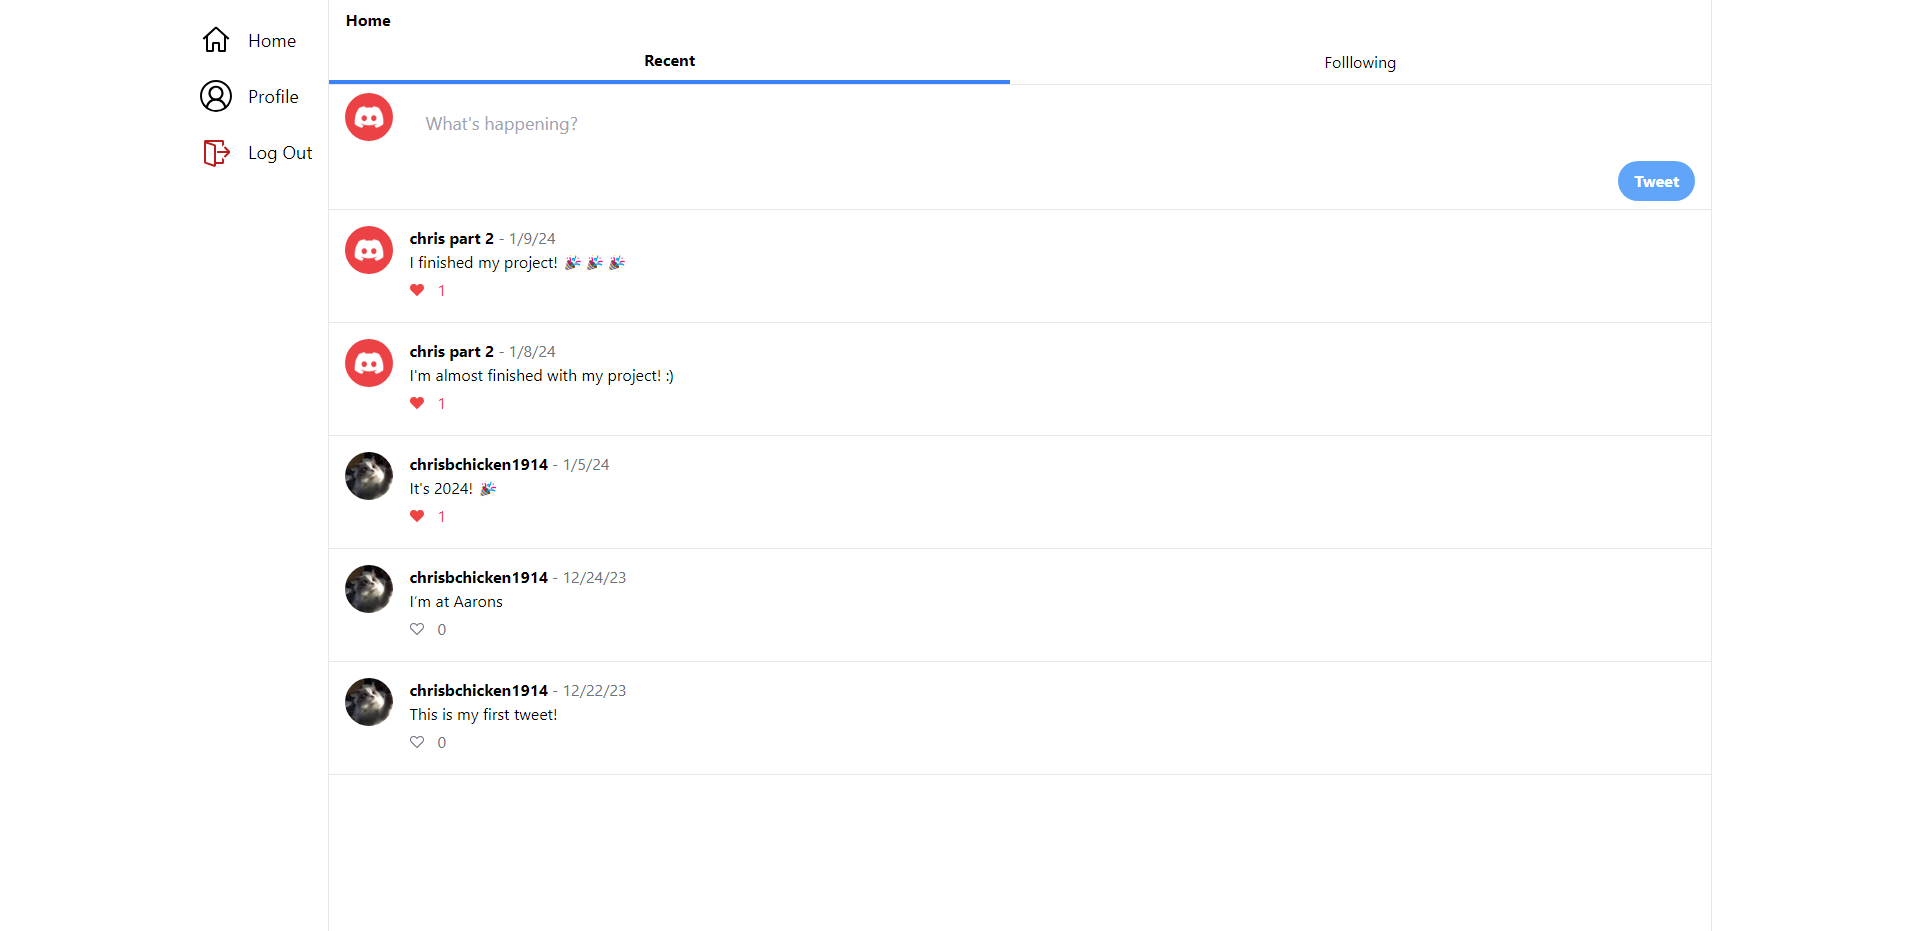 Home
Profile
Log Out
Home
Recent
Folllowing
What's happening?
Tweet
chris part 2 - 1/9/24
I finished my project! 🎉 🎉 🎉
1
chris part 2 - 1/8/24
I'm almost finished with my project! :)
1
chrisbchicken1914 - 1/5/24
It's 2024! 🎉
1
chrisbchicken1914 - 12/24/23
I’m at Aarons
0
chrisbchicken1914 - 12/22/23
This is my first tweet!
0